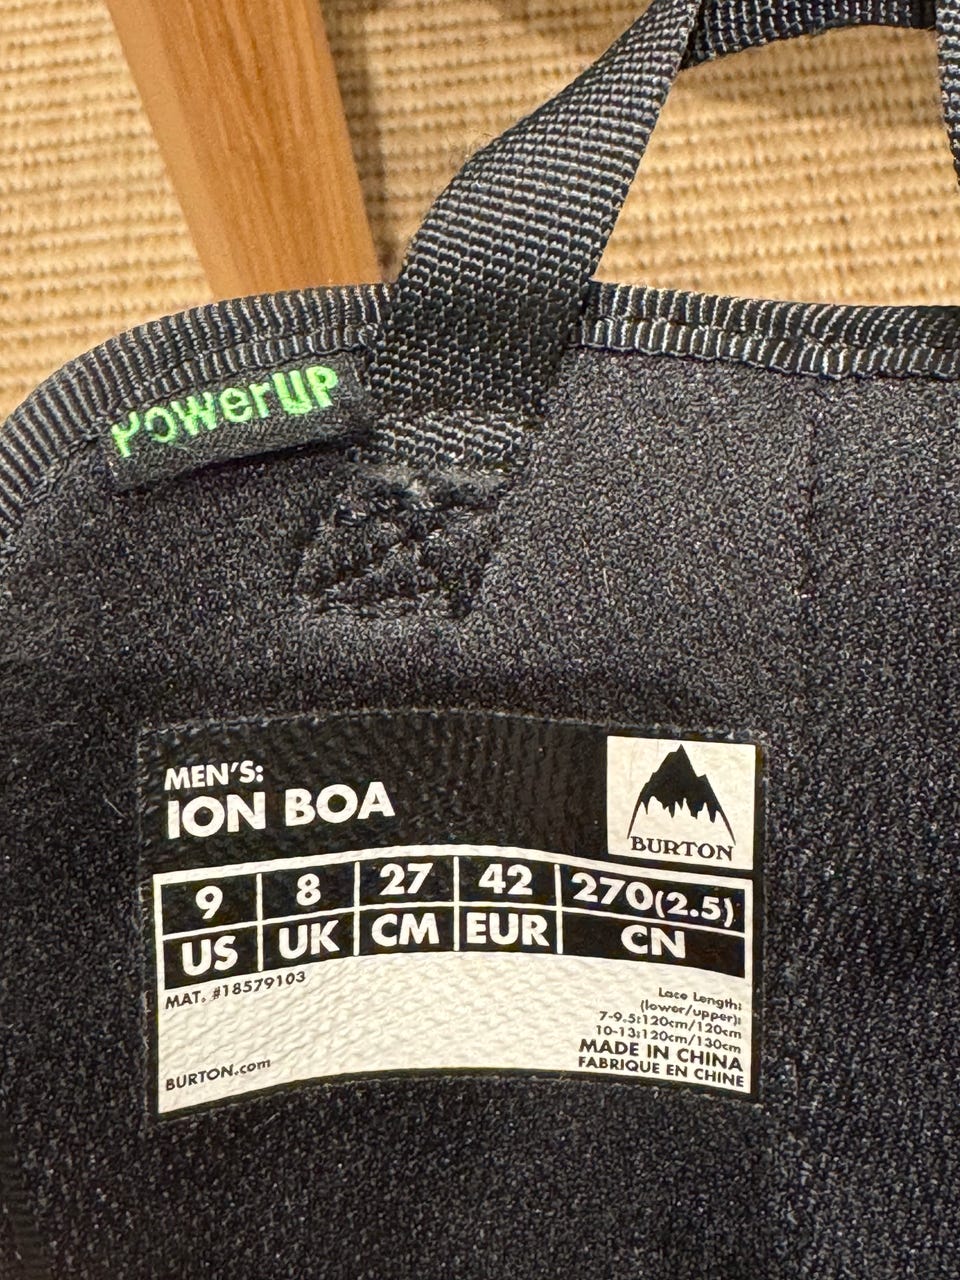 PowerUP
MEN'S:
ION BOA
BURTON
9 8 27 42 270(2.5)
US UK CM EUR CN
MAT. #18579103
Lace Length:
(lower/upper):
7-9.5:120cm/120cm
10-13:120cm/130cm
MADE IN CHINA
FABRIQUE EN CHINE
BURTON.com